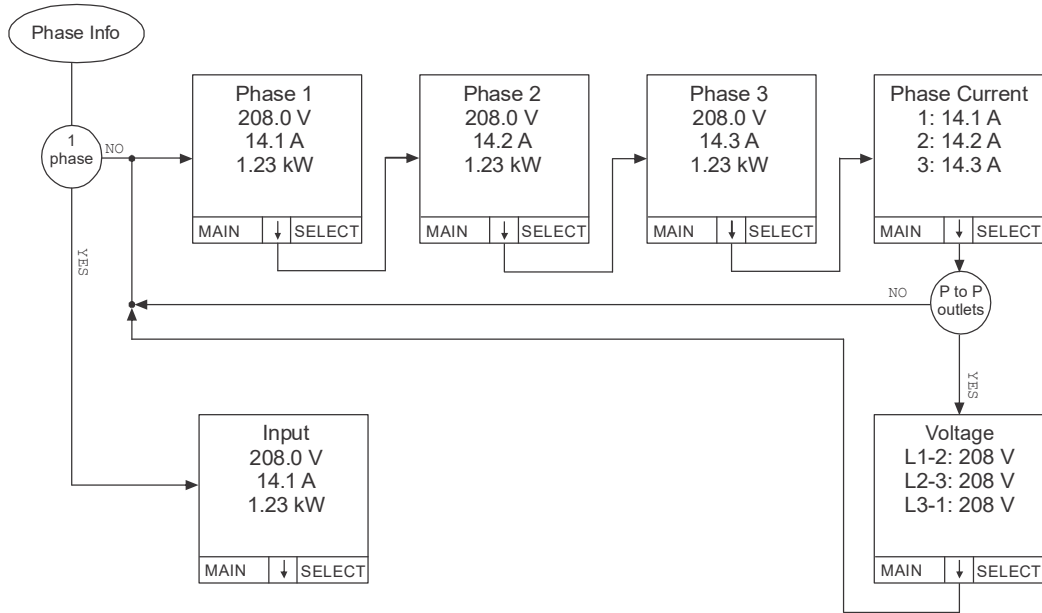 Phase Info
1
phase
NO
YES
Phase 1
208.0 V
14.1 A
1.23 kW
MAIN ↓ SELECT
Phase 2
208.0 V
14.2 A
1.23 kW
MAIN ↓ SELECT
Phase 3
208.0 V
14.3 A
1.23 kW
MAIN ↓ SELECT
Phase Current
1: 14.1 A
2: 14.2 A
3: 14.3 A
MAIN ↓ SELECT
P to P
outlets
NO
YES
Input
208.0 V
14.1 A
1.23 kW
MAIN ↓ SELECT
Voltage
L1-2: 208 V
L2-3: 208 V
L3-1: 208 V
MAIN ↓ SELECT